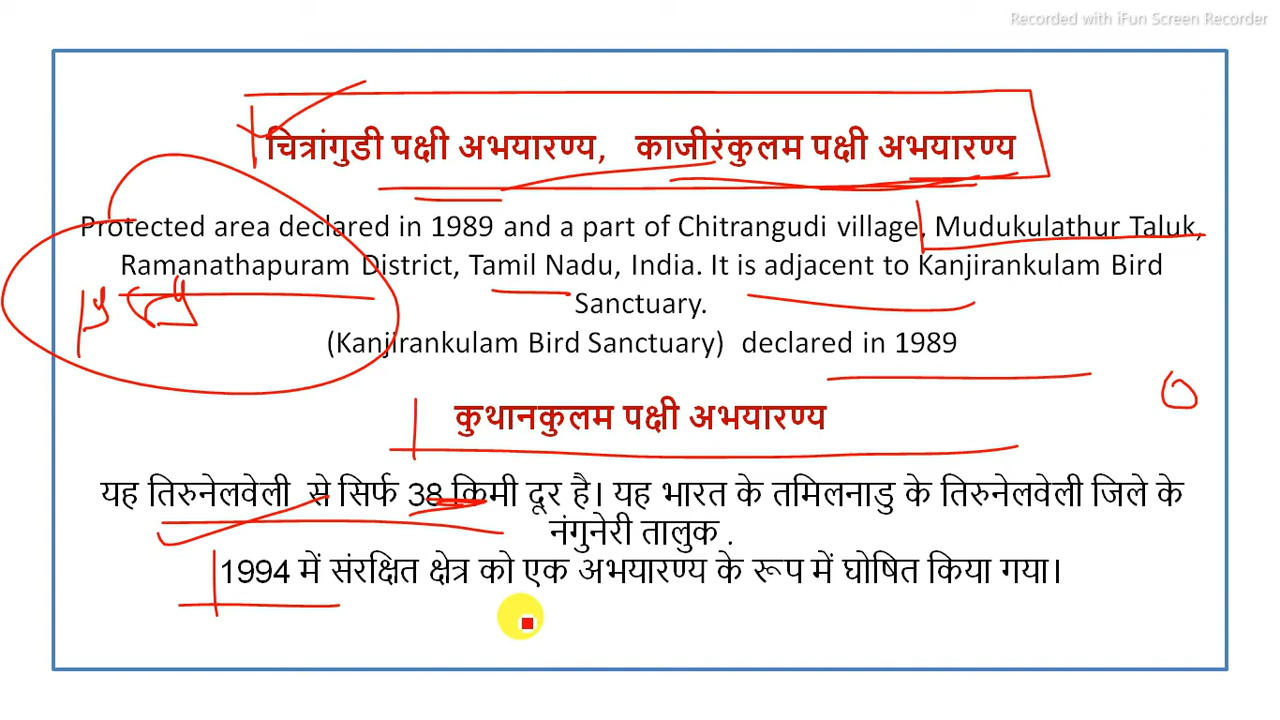 Recorded with iFun Screen Recorder
चित्रांगुडी पक्षी अभयारण्य, काजीरंकुलम पक्षी अभयारण्य
Protected area declared in 1989 and a part of Chitrangudi village, Mudukulathur Taluk,
Ramanathapuram District, Tamil Nadu, India. It is adjacent to Kanjirankulam Bird
Sanctuary.
(Kanjirankulam Bird Sanctuary) declared in 1989
कुथानकुलम पक्षी अभयारण्य
यह तिरुनेलवेली से सिर्फ 38 किमी दूर है। यह भारत के तमिलनाडु के तिरुनेलवेली जिले के
नंगुनेरी तालुक .
1994 में संरक्षित क्षेत्र को एक अभयारण्य के रूप में घोषित किया गया।